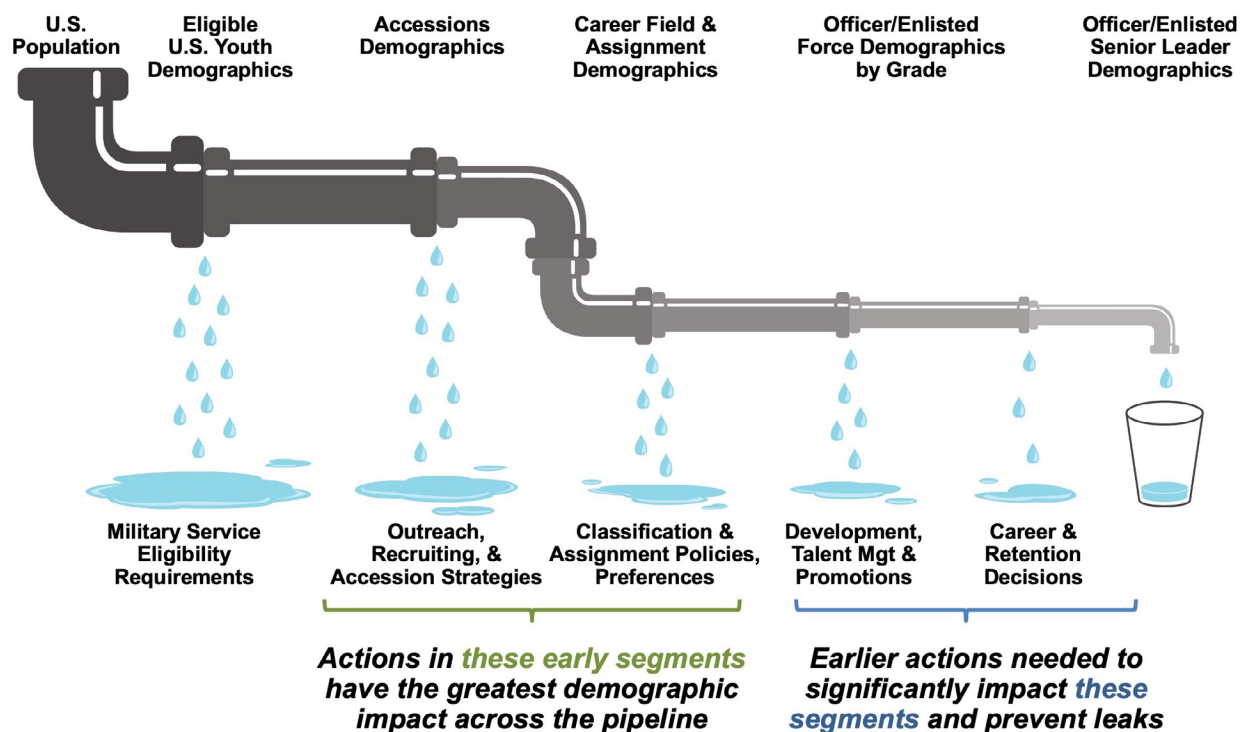 U.S.
Population
Eligible
U.S. Youth
Demographics
Accessions
Demographics
Career Field &
Assignment
Demographics
Officer/Enlisted
Force Demographics
by Grade
Officer/Enlisted
Senior Leader
Demographics
Military Service
Eligibility
Requirements
Outreach,
Recruiting, &
Accession Strategies
Classification &
Assignment Policies,
Preferences
Development,
Talent Mgt &
Promotions
Career &
Retention
Decisions
Actions in these early segments
have the greatest demographic
impact across the pipeline
Earlier actions needed to
significantly impact these
segments and prevent leaks